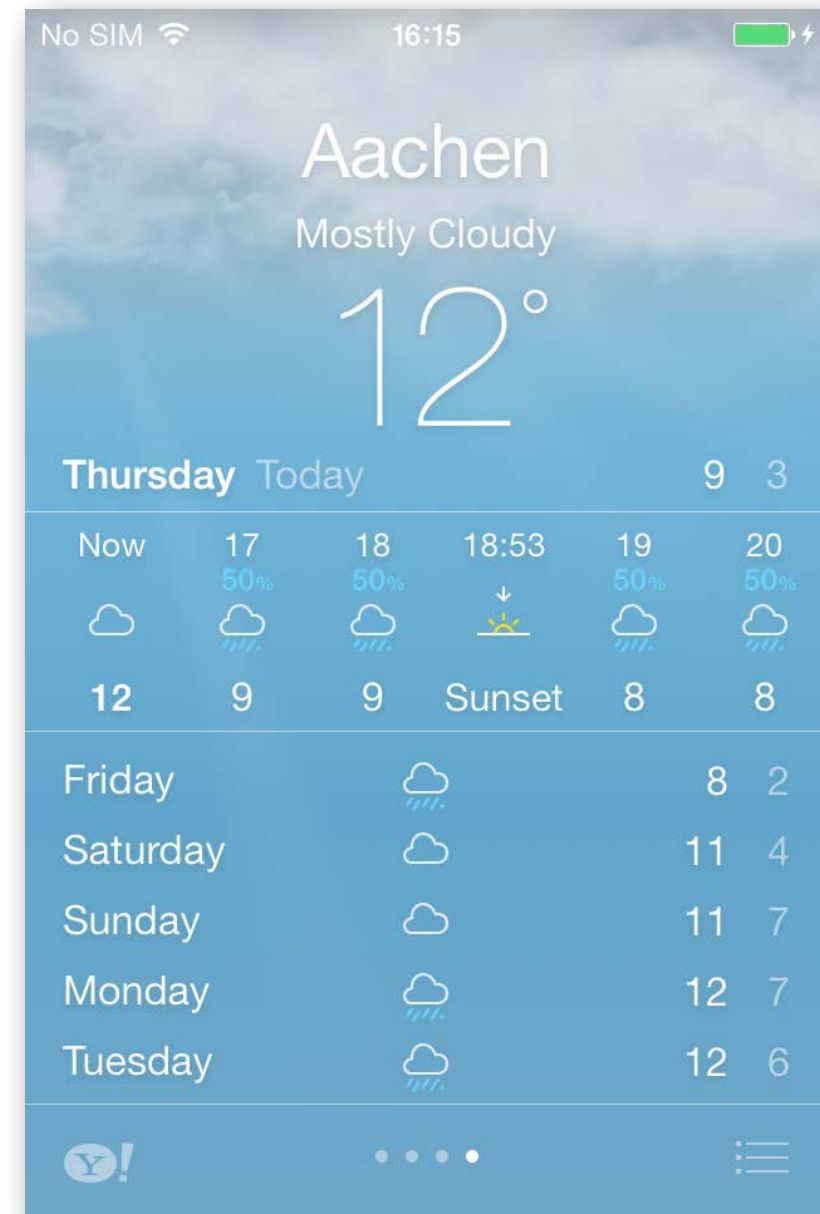 No SIM 16:15
Aachen
Mostly Cloudy
12°
Thursday Today 9 3
Now 17 18 18:53 19 20
50% 50% 50% 50%
12 9 9 Sunset 8 8
Friday 8 2
Saturday 11 4
Sunday 11 7
Monday 12 7
Tuesday 12 6
Y!